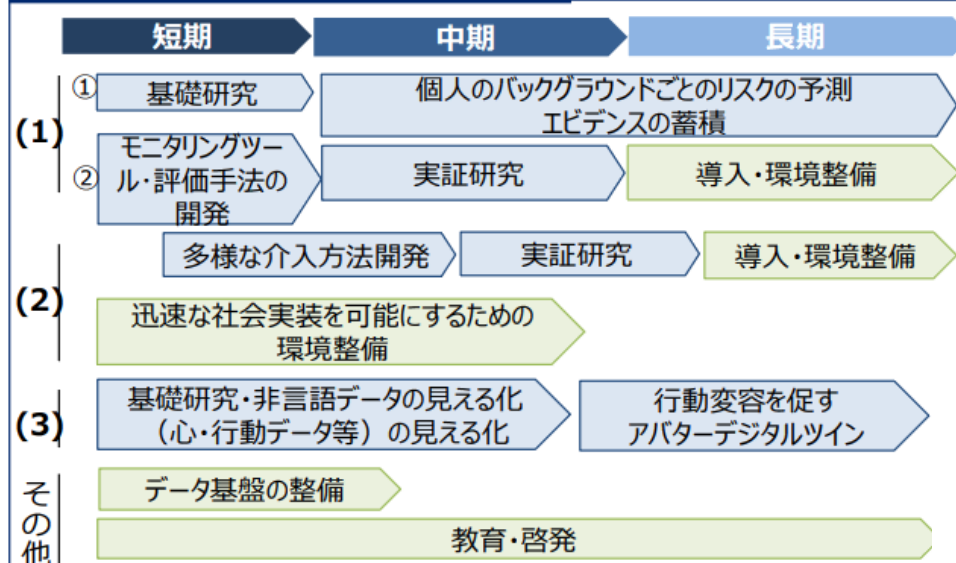 短期 中期 長期
(1)
① 基礎研究
個人のバックグラウンドごとのリスクの予測
エビデンスの蓄積
② モニタリングツー
ル・評価手法の
開発
実証研究
導入・環境整備
(2)
多様な介入方法開発
実証研究
導入・環境整備
迅速な社会実装を可能にするための
環境整備
(3)
基礎研究・非言語データの見える化
（心・行動データ等）の見える化
行動変容を促す
アバターデジタルツイン
その他
データ基盤の整備
教育・啓発